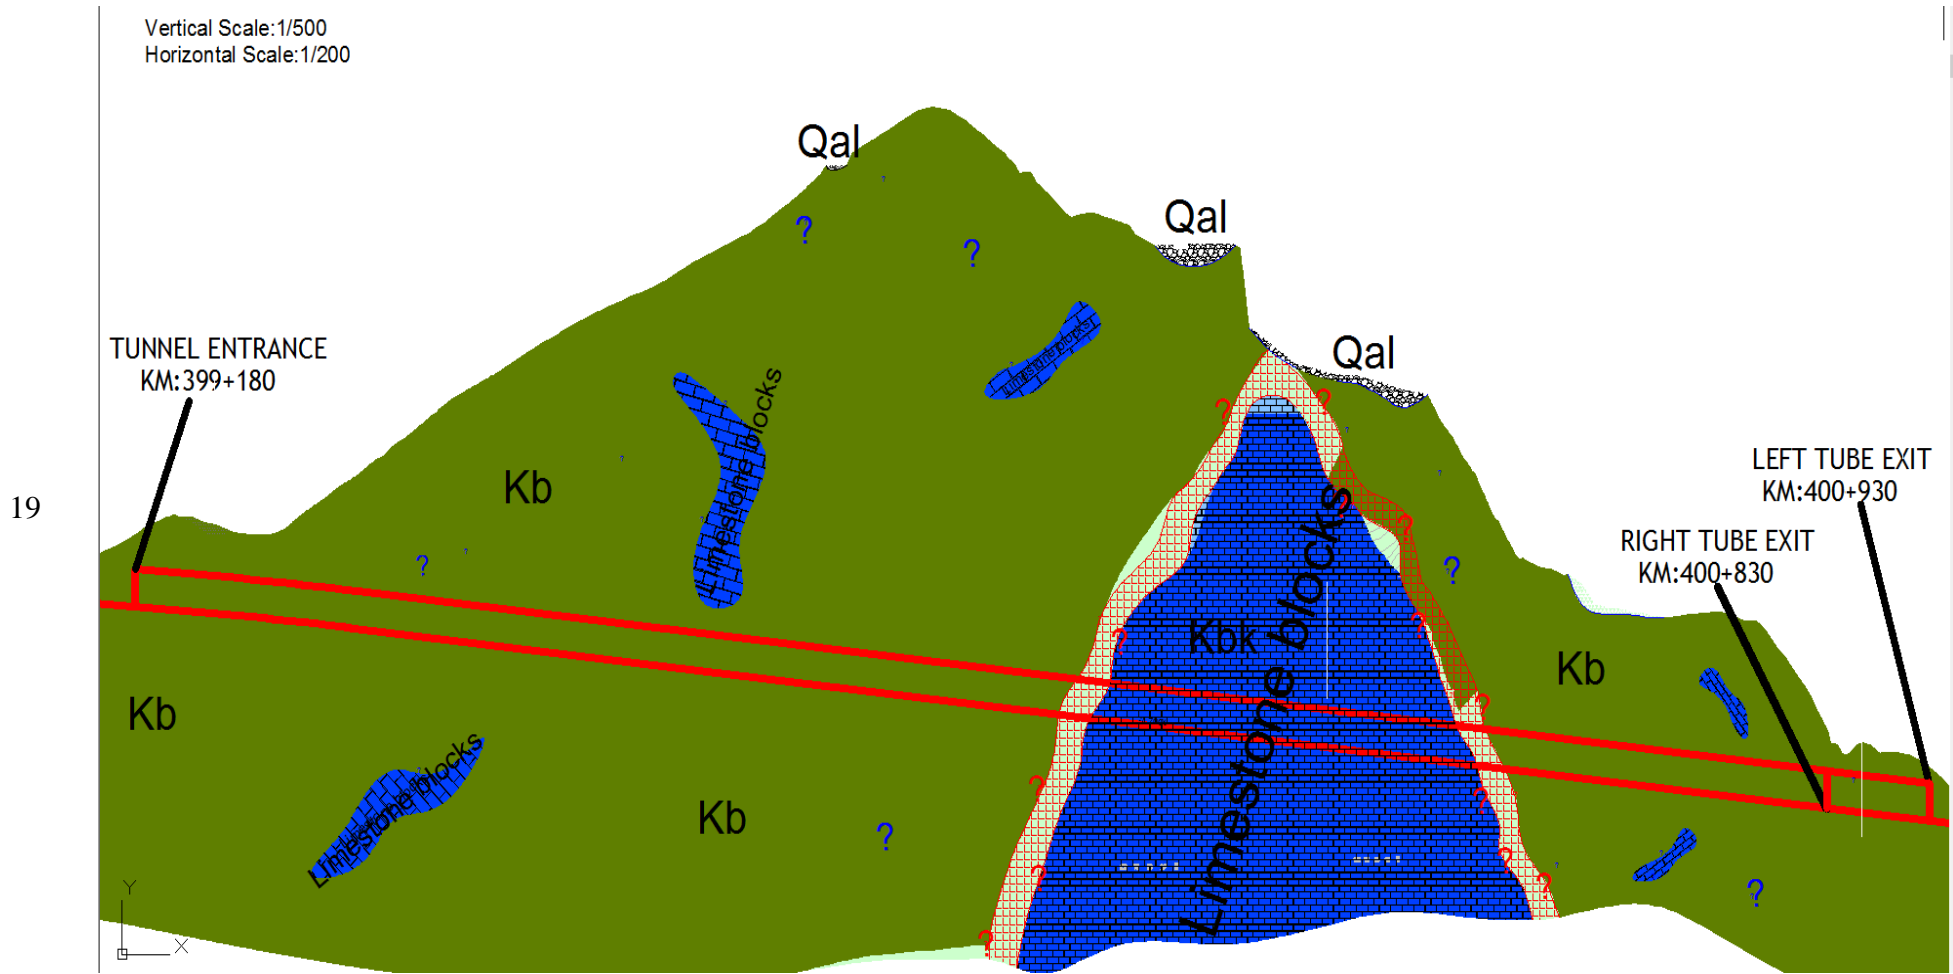 Vertical Scale:1/500
Horizontal Scale:1/200
Qal
Qal
Qal
?
?
Limestone blocks
TUNNEL ENTRANCE
KM:399+180
Limestone blocks
?
?
Kb
LEFT TUBE EXIT
KM:400+930
19
?
?
RIGHT TUBE EXIT
KM:400+830
?
?
Limestone blocks
Kbk
?
?
Kb
Kb
?
Limestone blocks
?
?
Kb
?
?
?
?
?
?
Y
X